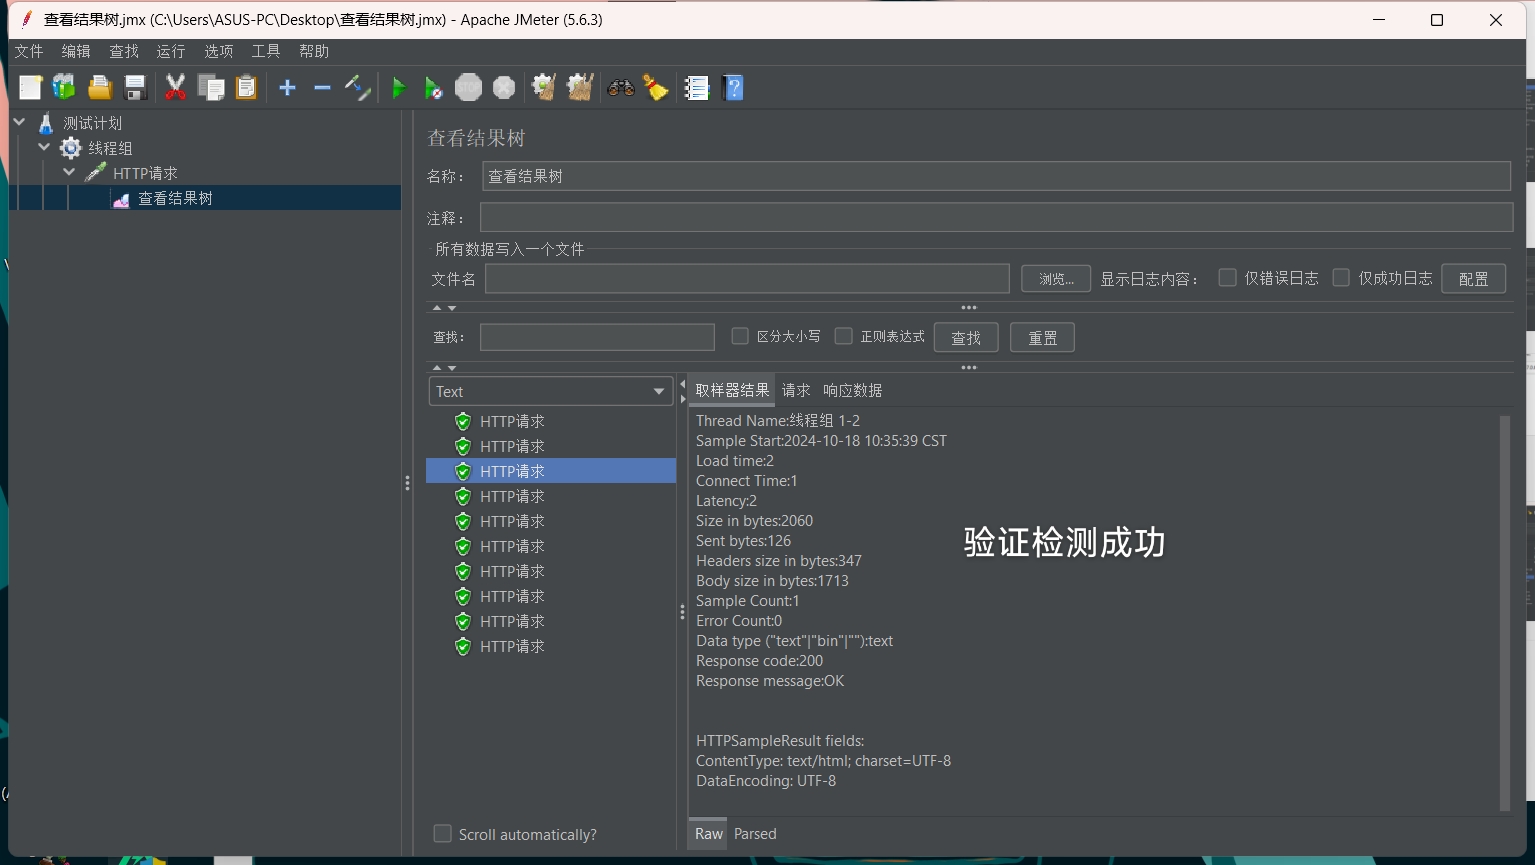 查看结果树.jmx (C:\Users\ASUS-PC\Desktop\查看结果树.jmx) - Apache JMeter (5.6.3)
文件 编辑 查找 运行 选项 工具 帮助
STOP
测试计划
线程组
HTTP请求
查看结果树
查看结果树
名称： 查看结果树
注释：
所有数据写入一个文件
文件名 浏览... 显示日志内容： 仅错误日志 仅成功日志 配置
查找： 区分大小写 正则表达式 查找 重置
Text
HTTP请求
HTTP请求
HTTP请求
HTTP请求
HTTP请求
HTTP请求
HTTP请求
HTTP请求
HTTP请求
HTTP请求
Scroll automatically?
取样器结果 请求 响应数据
Thread Name:线程组 1-2
Sample Start:2024-10-18 10:35:39 CST
Load time:2
Connect Time:1
Latency:2
Size in bytes:2060
Sent bytes:126
Headers size in bytes:347
Body size in bytes:1713
Sample Count:1
Error Count:0
Data type ("text"|"bin"|""):text
Response code:200
Response message:OK
HTTPSampleResult fields:
ContentType: text/html; charset=UTF-8
DataEncoding: UTF-8
验证检测成功
Raw Parsed